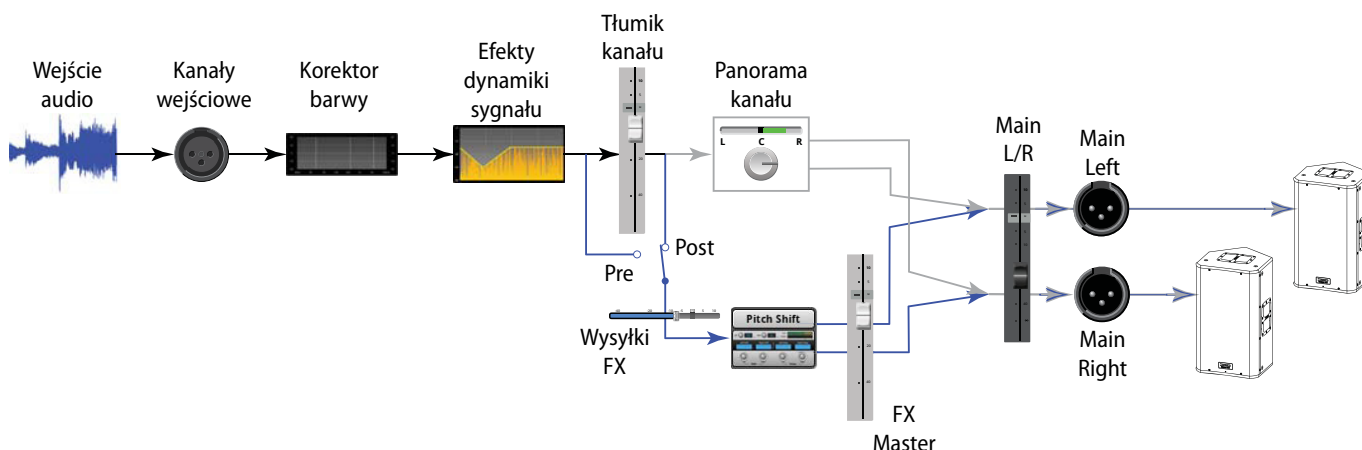 Wejście
audio
Kanały
wejściowe
Korektor
barwy
Efekty
dynamiki
sygnału
Tłumik
kanału
Panorama
kanału
L C R
Main
L/R
Main
Left
Pre
Post
Wysyłki
FX
Pitch Shift
FX
Master
Main
Right